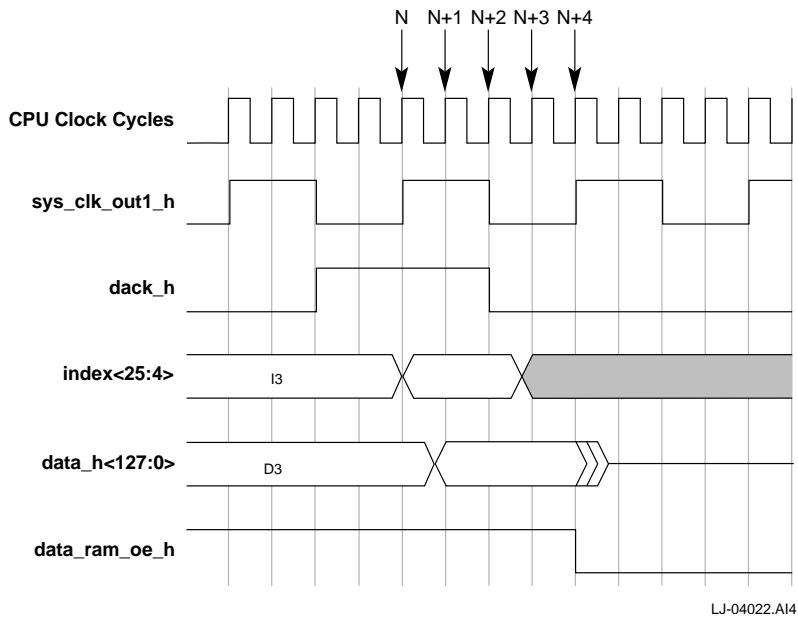 N N+1 N+2 N+3 N+4
CPU Clock Cycles
sys_clk_out1_h
dack_h
index<25:4>
I3
data_h<127:0>
D3
data_ram_oe_h
LJ-04022.AI4